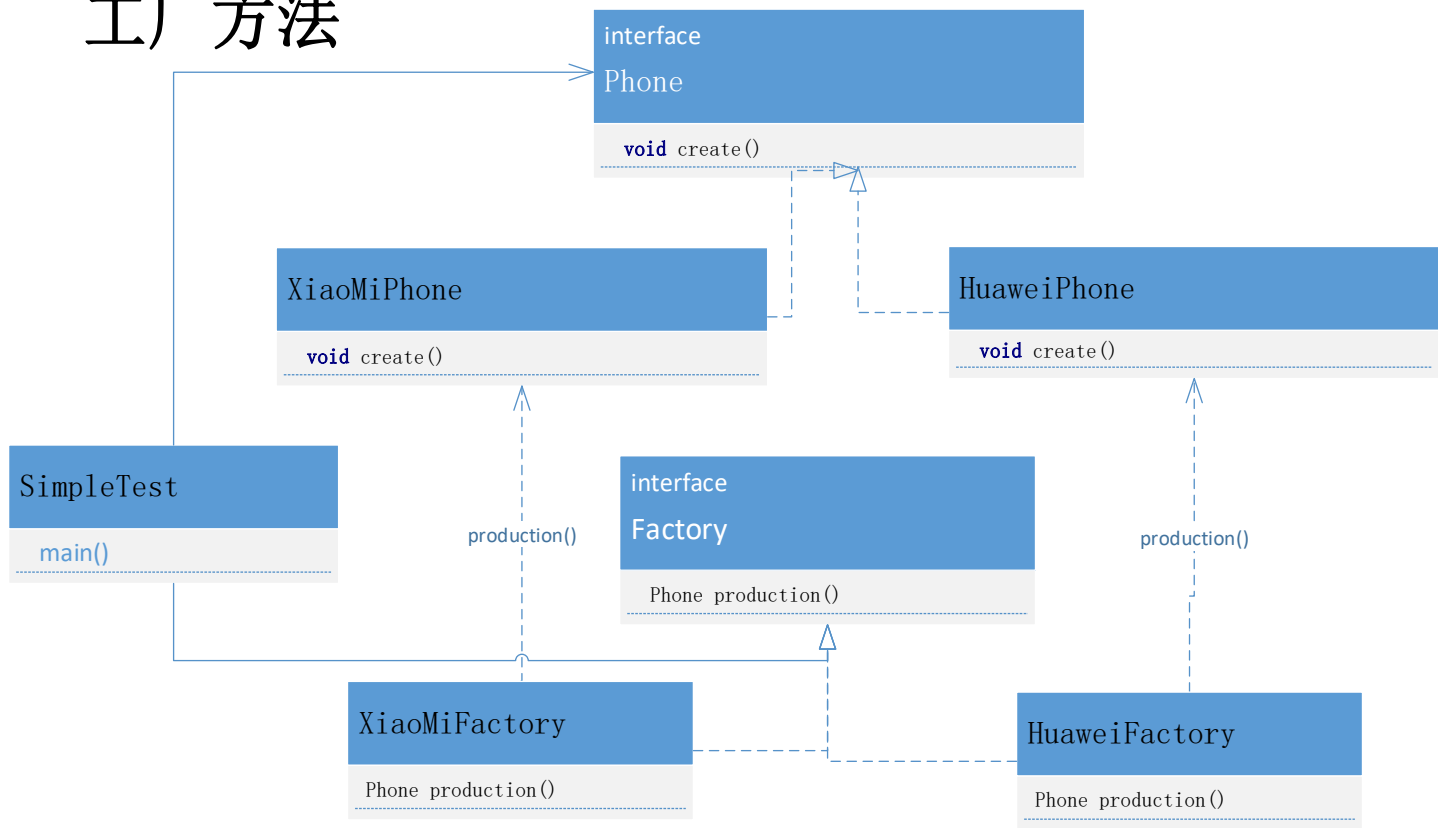 工厂方法
interface
Phone
void create()
XiaoMiPhone
void create()
HuaweiPhone
void create()
SimpleTest
main()
production()
interface
Factory
Phone production()
production()
XiaoMiFactory
Phone production()
HuaweiFactory
Phone production()